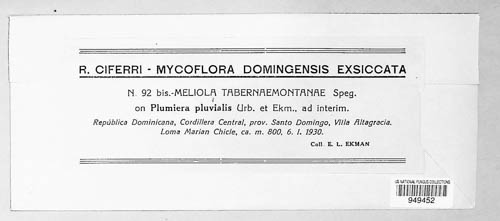 R. CIFERRI - MYCOFLORA DOMINGENSIS EXSICCATA
N. 92 bis.-MELIOLA TABERNAEMONTANAE Speg.
on Plumiera pluvialis Urb. et Ekm., ad interim.
República Dominicana, Cordillera Central, prov. Santo Domingo, Villa Altagracia.
Loma Marian Chicle, ca. m. 800, 6. I. 1930.
Coll. E. L. EKMAN
US NATIONAL FUNGUS COLLECTIONS
949452